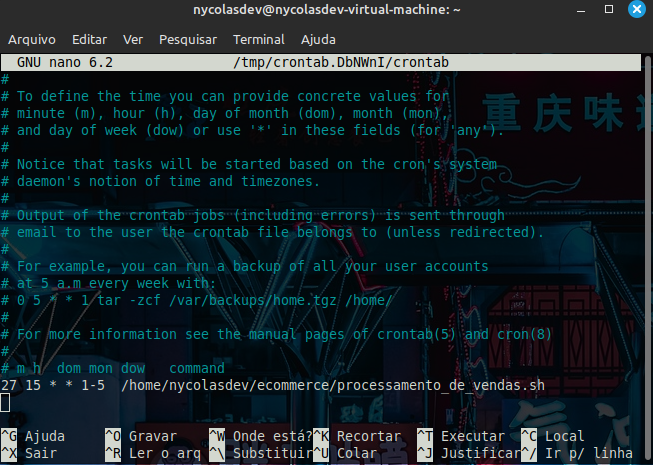 nycolasdev@nycolasdev-virtual-machine: ~
Arquivo Editar Ver Pesquisar Terminal Ajuda
GNU nano 6.2 /tmp/crontab.DbNWnI/crontab
#
# To define the time you can provide concrete values for
# minute (m), hour (h), day of month (dom), month (mon),
# and day of week (dow) or use '*' in these fields (for 'any').
#
# Notice that tasks will be started based on the cron's system
# daemon's notion of time and timezones.
#
# Output of the crontab jobs (including errors) is sent through
# email to the user the crontab file belongs to (unless redirected).
#
# For example, you can run a backup of all your user accounts
# at 5 a.m every week with:
# 0 5 * * 1 tar -zcf /var/backups/home.tgz /home/
#
# For more information see the manual pages of crontab(5) and cron(8)
#
# m h  dom mon dow   command
27 15 * * 1-5  /home/nycolasdev/ecommerce/processamento_de_vendas.sh
^G Ajuda ^O Gravar ^W Onde está? ^K Recortar ^T Executar ^C Local
^X Sair ^R Ler o arq ^\ Substituir ^U Colar ^J Justificar ^/ Ir p/ linha
重庆味道